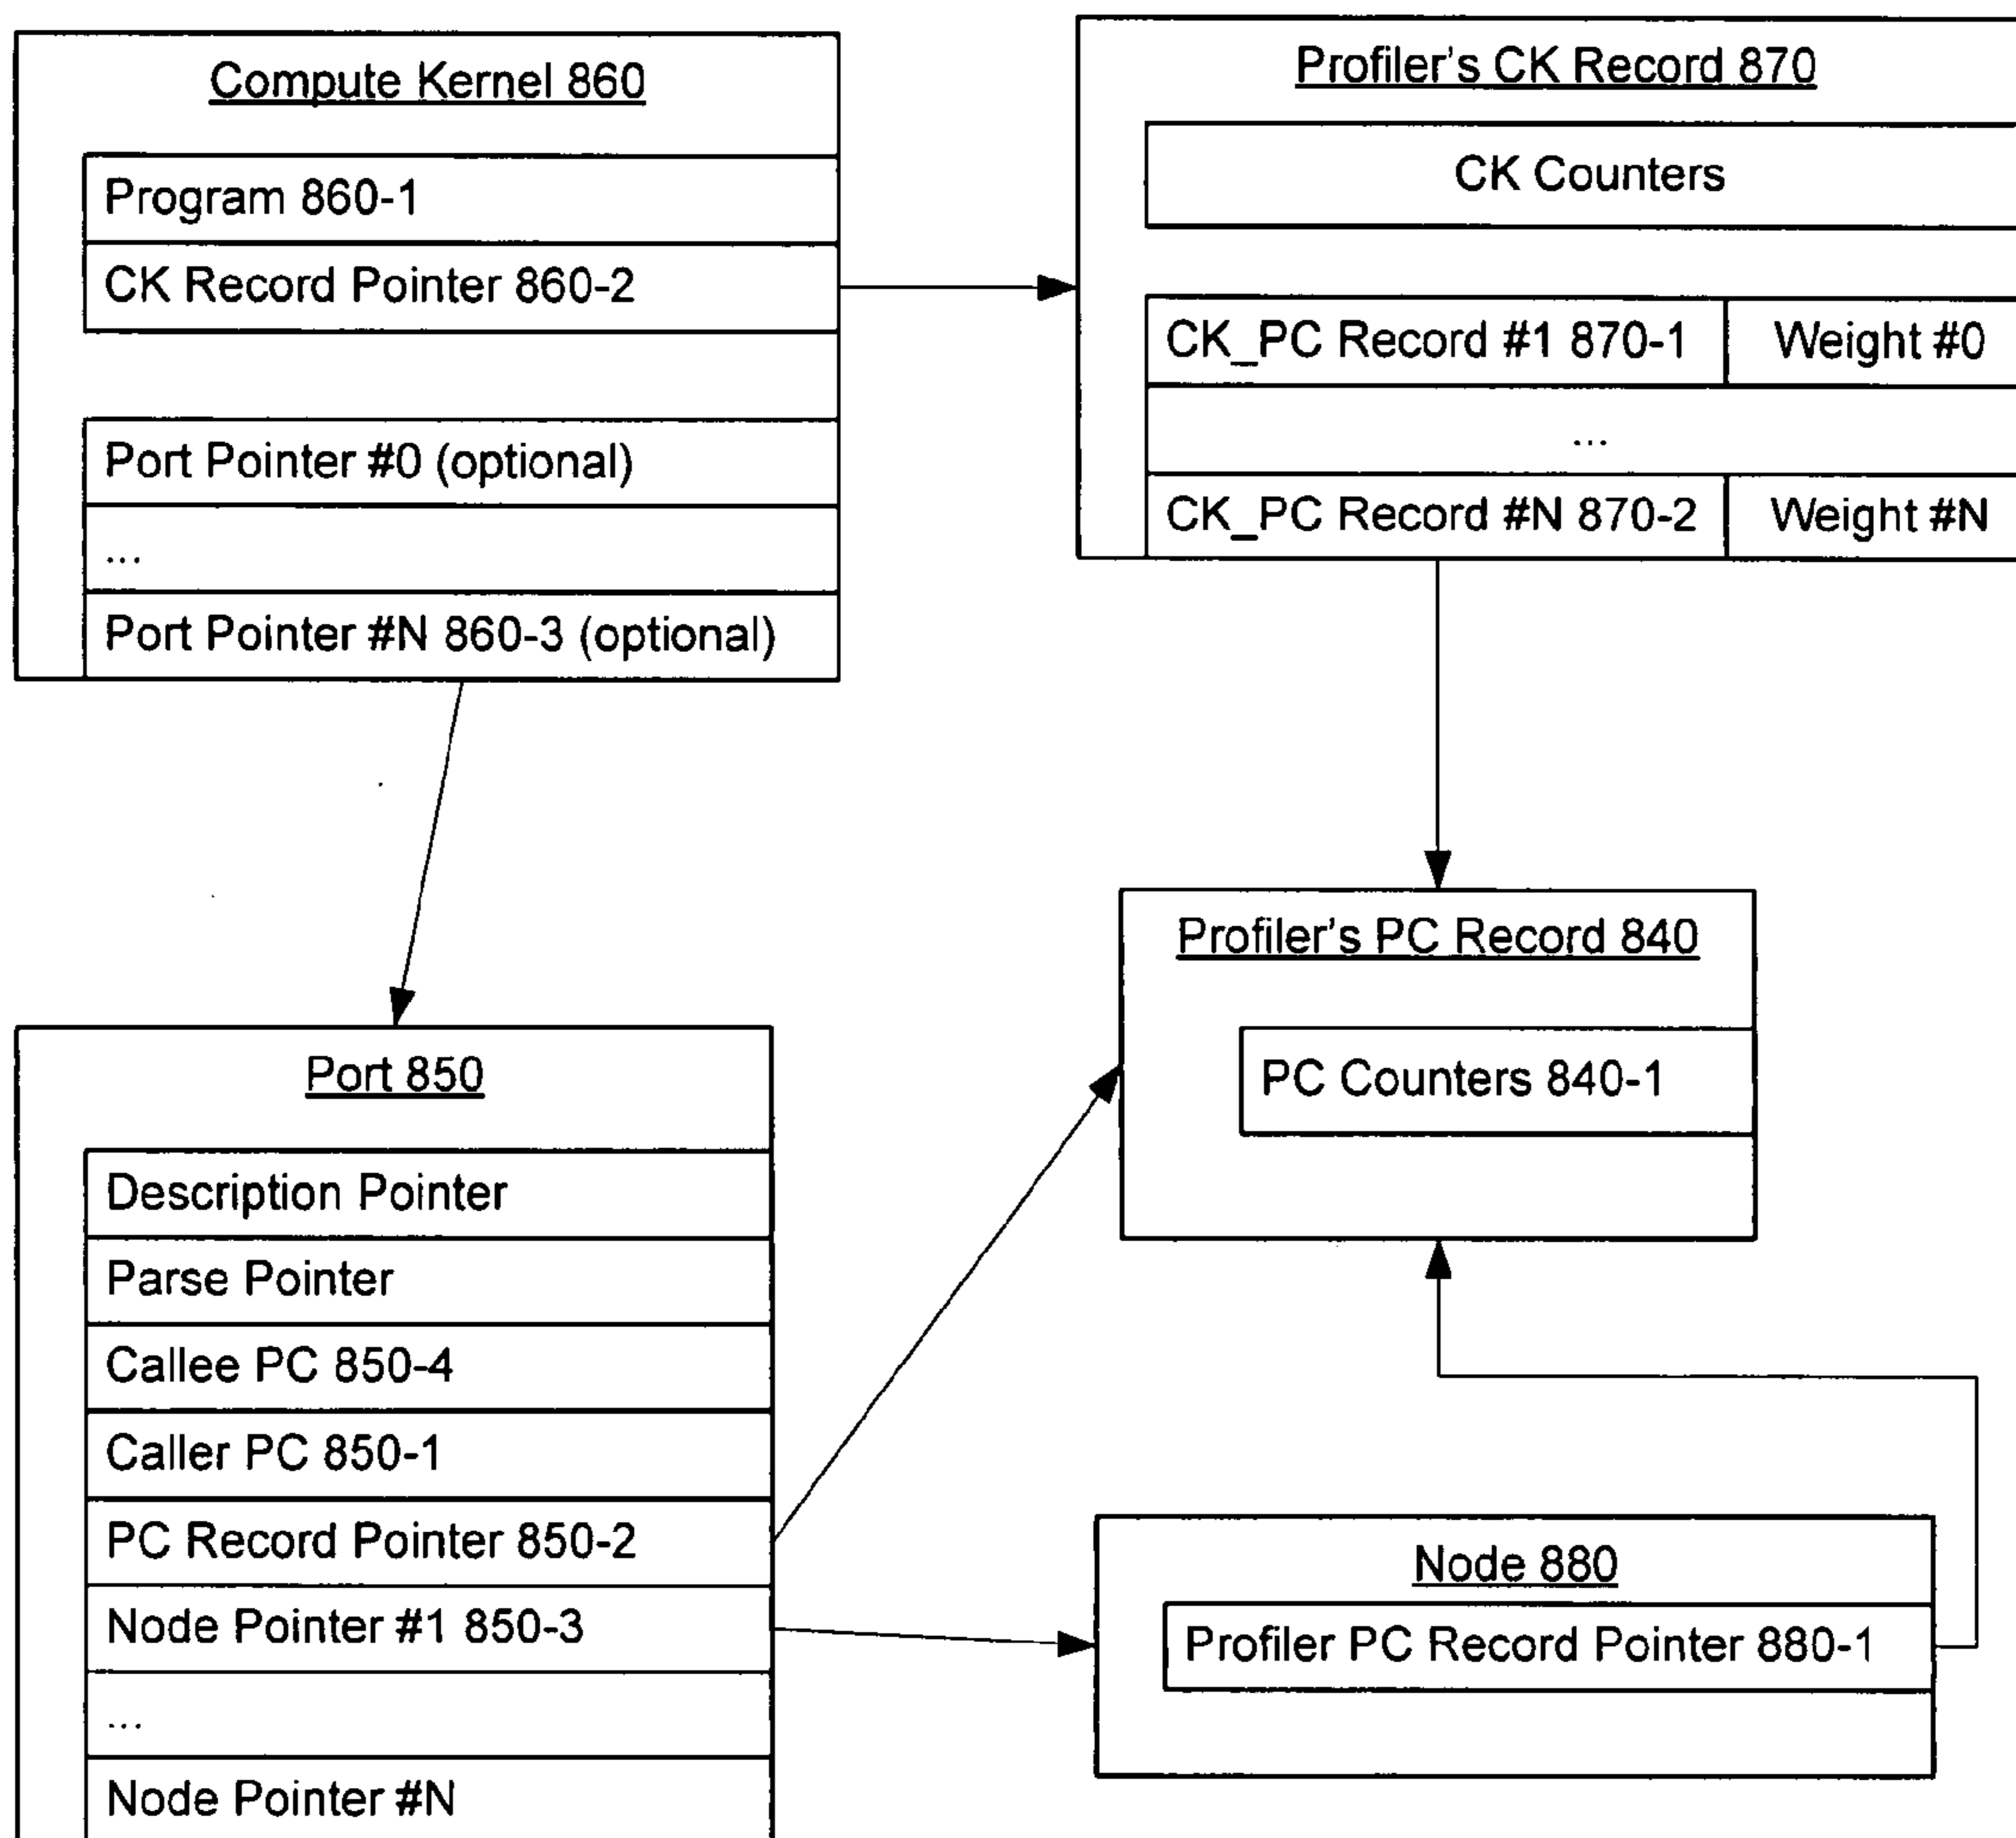 Compute Kernel 860
Program 860-1
CK Record Pointer 860-2
Port Pointer #0 (optional)
...
Port Pointer #N 860-3 (optional)
Profiler's CK Record 870
CK Counters
CK_PC Record #1 870-1 Weight #0
...
CK_PC Record #N 870-2 Weight #N
Profiler's PC Record 840
PC Counters 840-1
Port 850
Description Pointer
Parse Pointer
Callee PC 850-4
Caller PC 850-1
PC Record Pointer 850-2
Node Pointer #1 850-3
...
Node Pointer #N
Node 880
Profiler PC Record Pointer 880-1